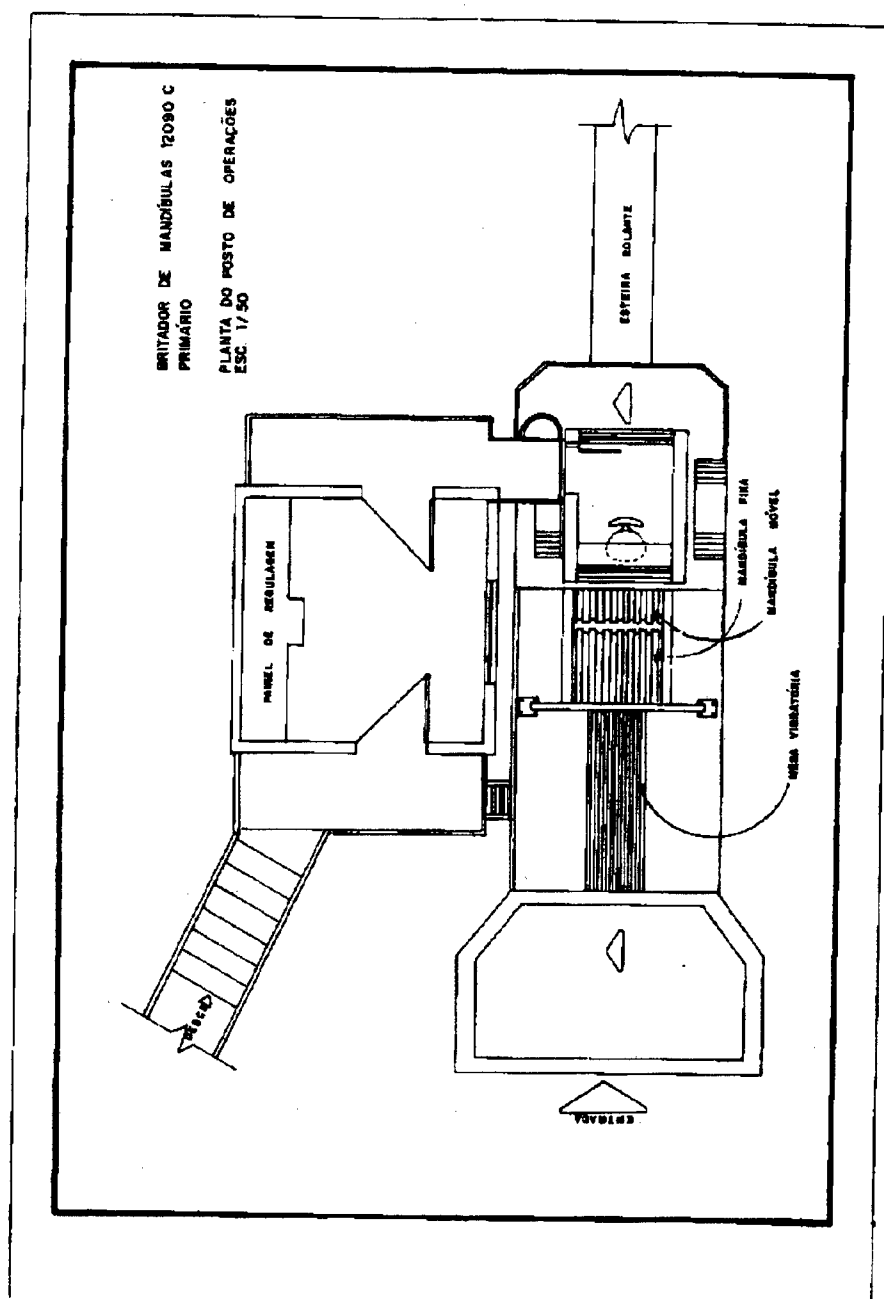 BRITADOR DE MANDÍBULAS 12090 C
PRIMÁRIO
PLANTA DO POSTO DE OPERAÇÕES
ESC. 1/50
PAINEL DE REGULAGEM
ESTEIRA ROLANTE
MANDÍBULA FIXA
MANDÍBULA MÓVEL
MESA VIBRATÓRIA
DESCE
ENTRADA